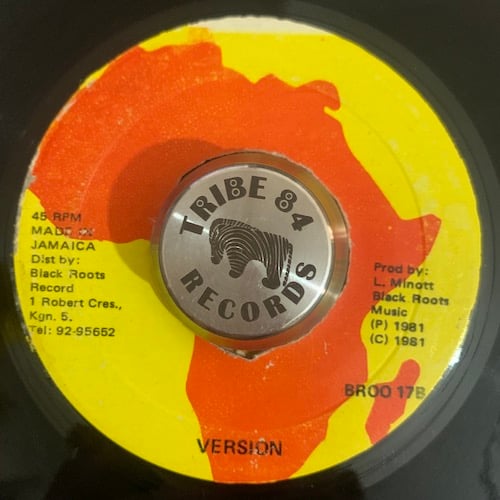 TRIBE 84
RECORDS
45 RPM
MADE IN
JAMAICA
Dist by:
Black Roots
Record
1 Robert Cres.,
Kgn. 5.
Tel: 92-95652
Prod by:
L. Minott
Black Roots
Music
(P) 1981
(C) 1981
BROO 17B
VERSION